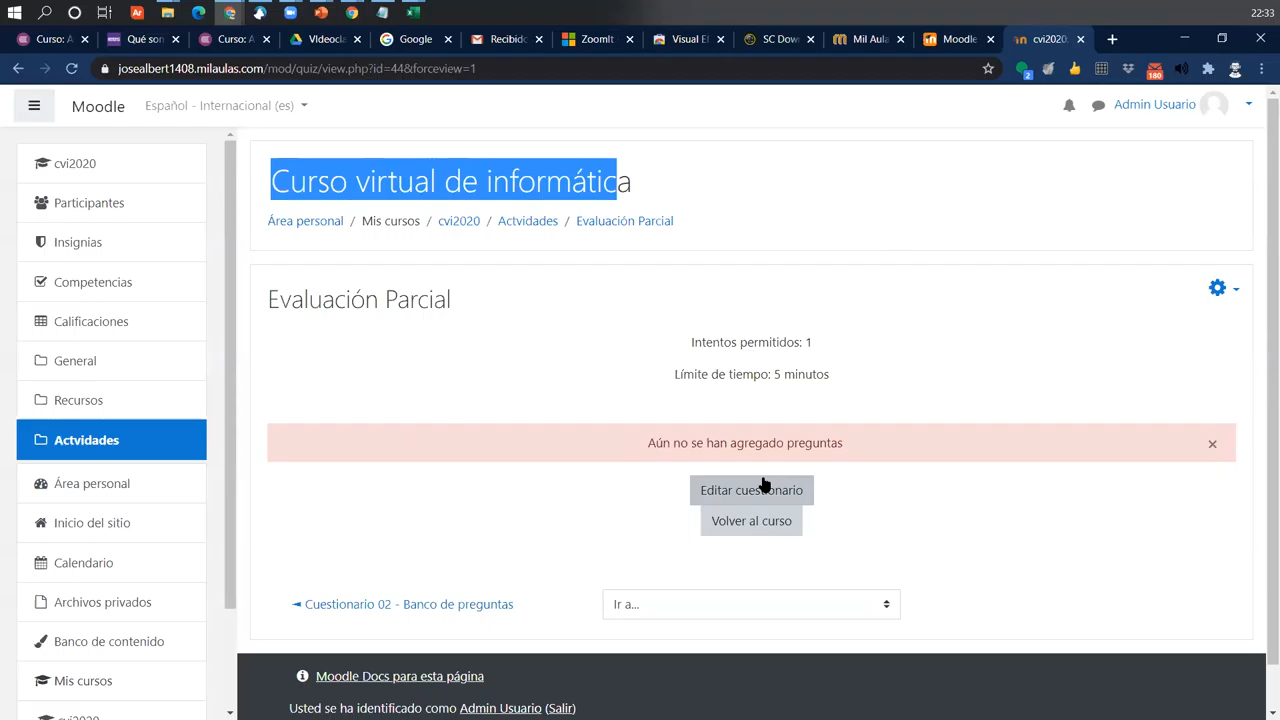 22:33
Curso: A
Qué son
Curso: A
VIdeocla
Google
Recibido
ZoomIt
Visual Ef
SC Dow
Mil Aula
Moodle
cvi2020.
josealbert1408.milaulas.com/mod/quiz/view.php?id=44&forceview=1
2
180
Moodle
Español - Internacional (es)
Admin Usuario
cvi2020
Participantes
Insignias
Competencias
Calificaciones
General
Recursos
Actvidades
Área personal
Inicio del sitio
Calendario
Archivos privados
Banco de contenido
Mis cursos
cvi2020
Curso virtual de informática
Área personal / Mis cursos / cvi2020 / Actvidades / Evaluación Parcial
Evaluación Parcial
Intentos permitidos: 1
Límite de tiempo: 5 minutos
Aún no se han agregado preguntas
×
Editar cuestionario
Volver al curso
◄ Cuestionario 02 - Banco de preguntas
Ir a...
Moodle Docs para esta página
Usted se ha identificado como Admin Usuario (Salir)